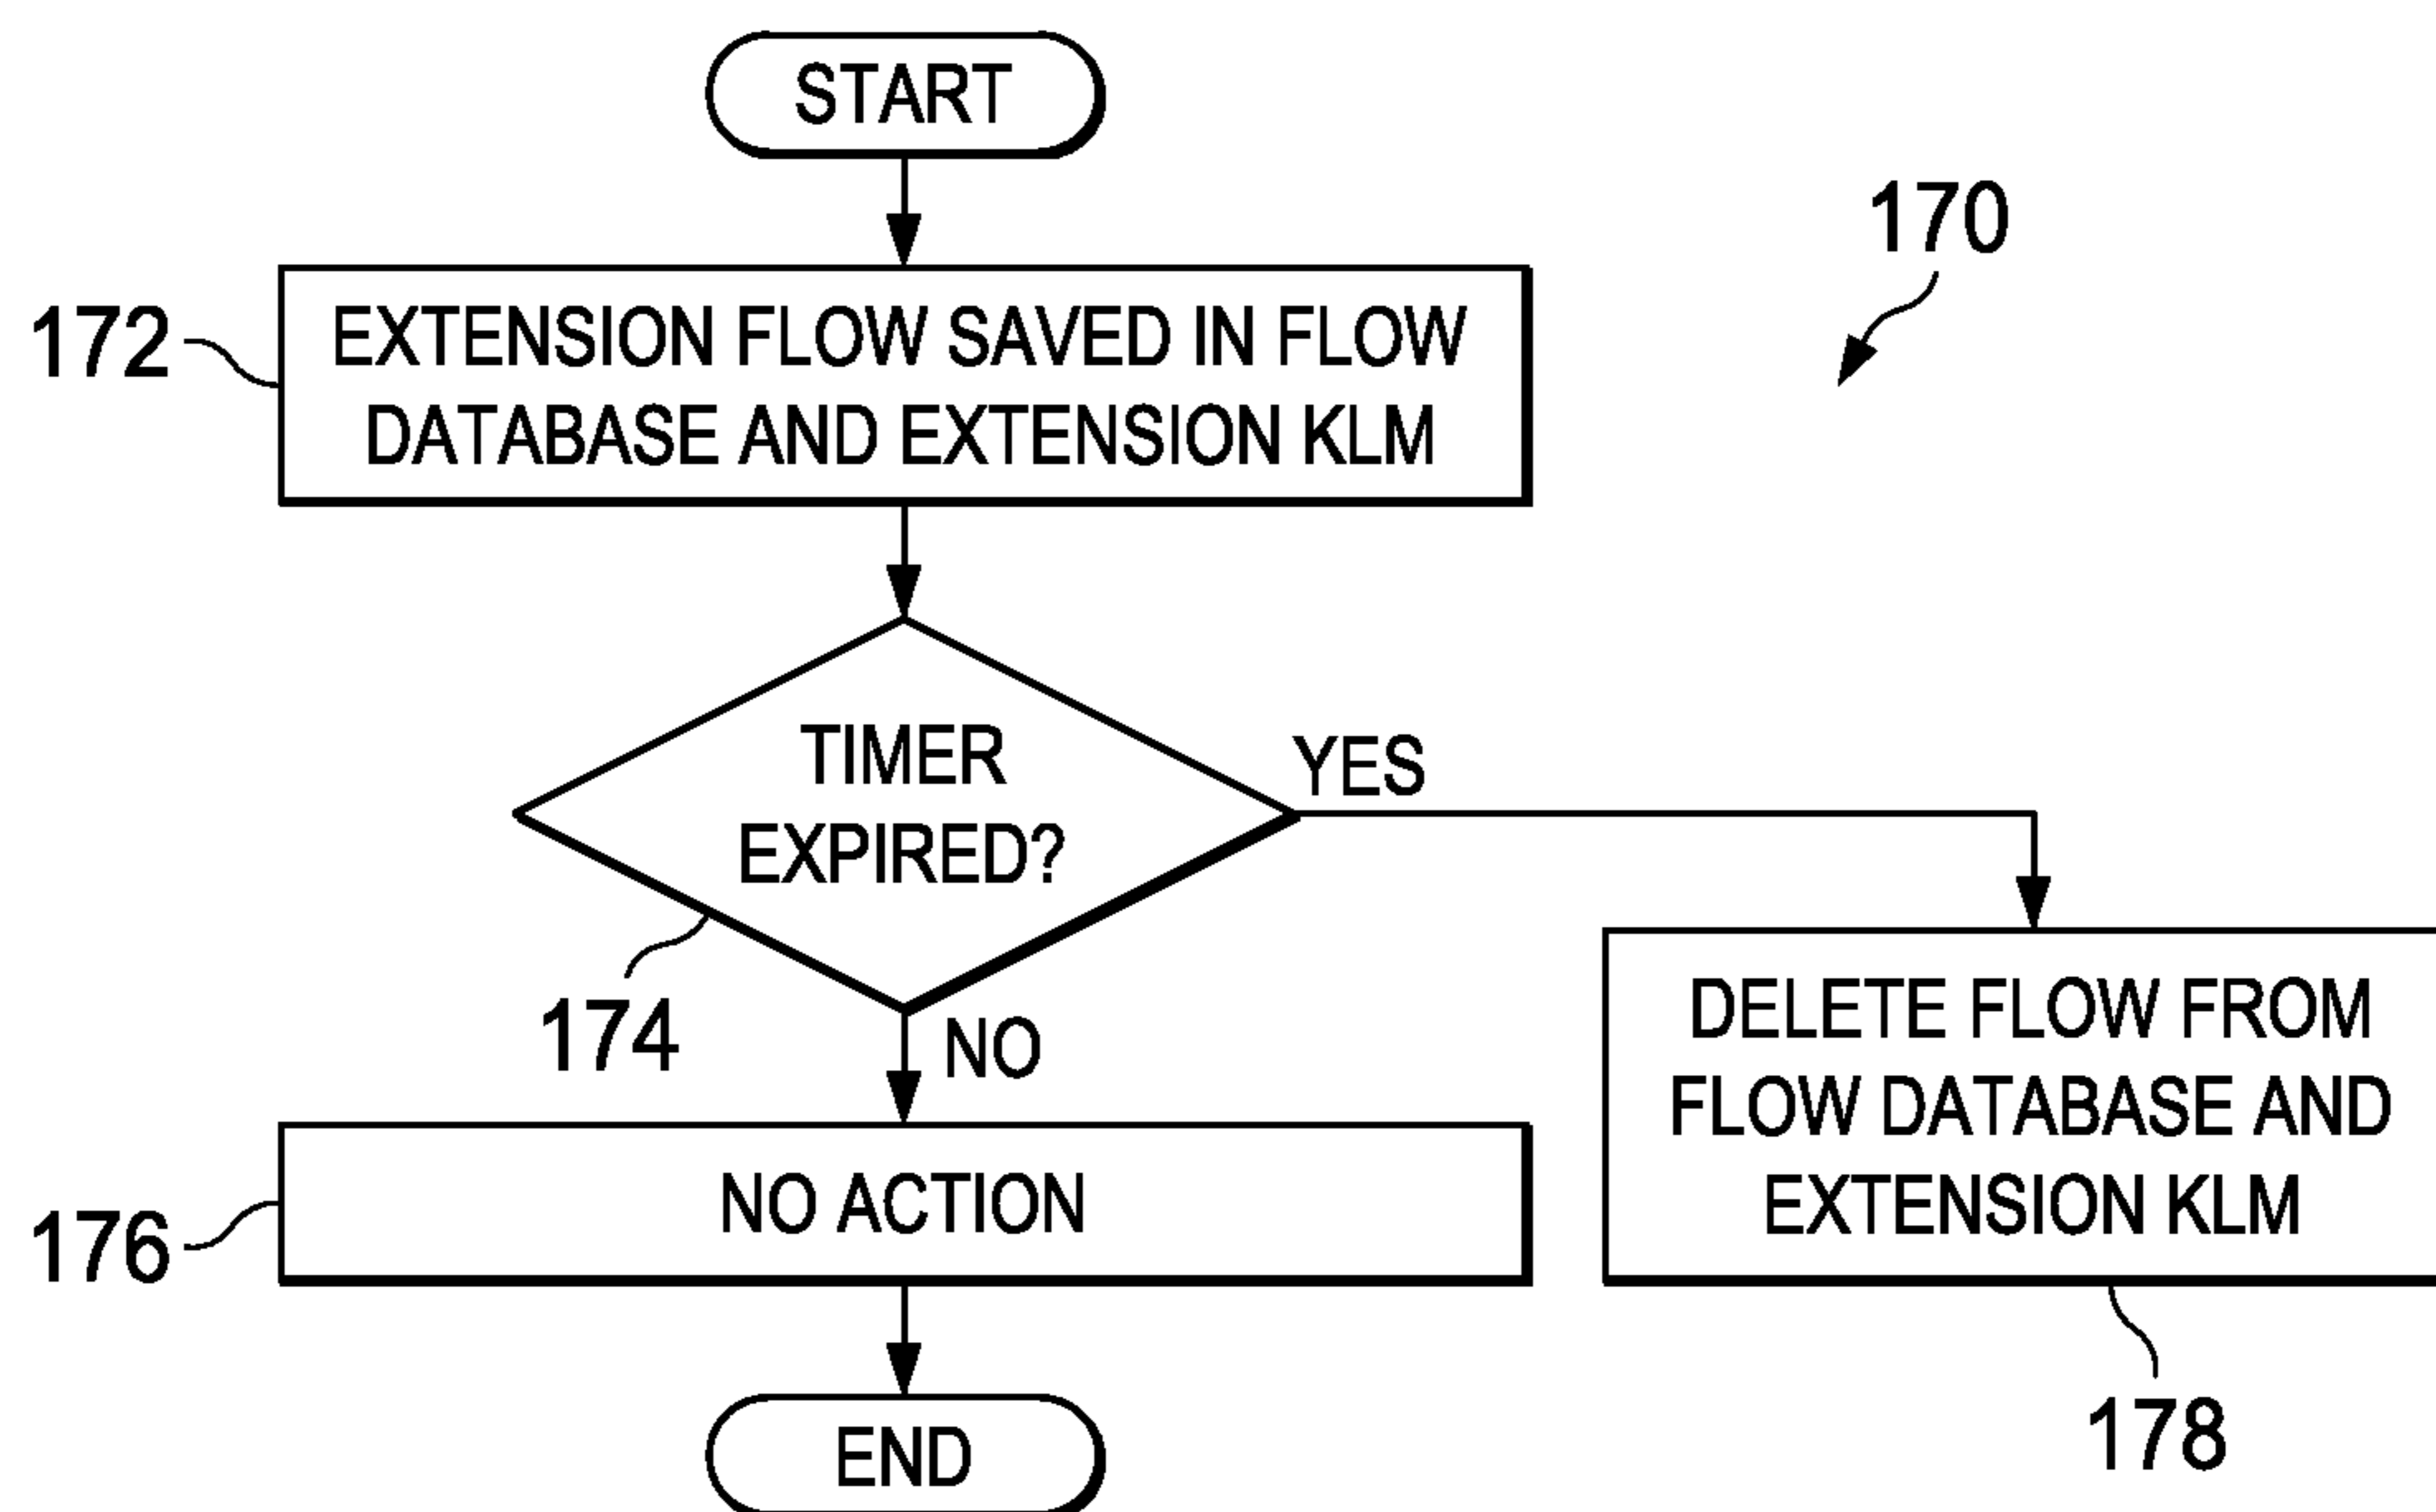 START
170
172
EXTENSION FLOW SAVED IN FLOW
DATABASE AND EXTENSION KLM
TIMER
EXPIRED?
YES
174
NO
DELETE FLOW FROM
FLOW DATABASE AND
EXTENSION KLM
176
NO ACTION
178
END